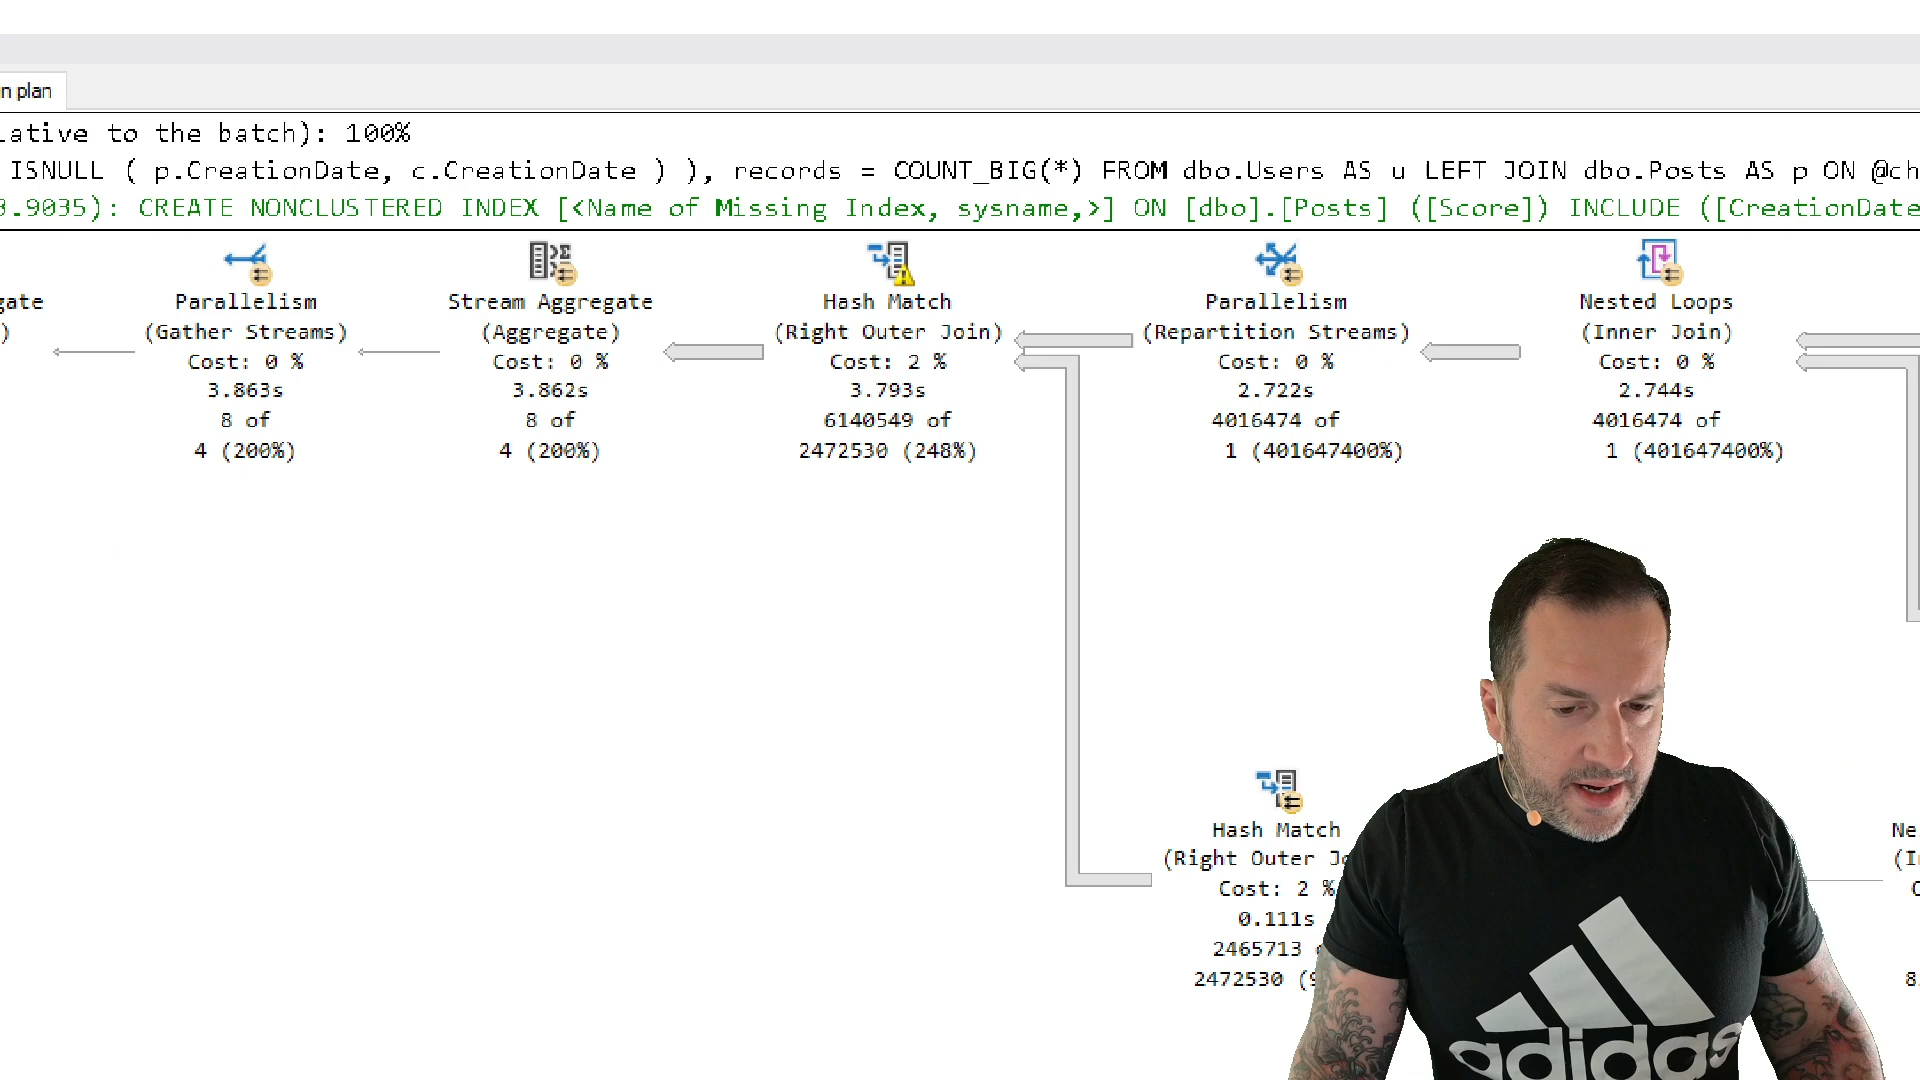 n plan
lative to the batch): 100%
ISNULL ( p.CreationDate, c.CreationDate ) ), records = COUNT_BIG(*) FROM dbo.Users AS u LEFT JOIN dbo.Posts AS p ON @ch
.9035): CREATE NONCLUSTERED INDEX [<Name of Missing Index, sysname,>] ON [dbo].[Posts] ([Score]) INCLUDE ([CreationDate
gate
)
Parallelism
(Gather Streams)
Cost: 0 %
3.863s
8 of
4 (200%)
Stream Aggregate
(Aggregate)
Cost: 0 %
3.862s
8 of
4 (200%)
Hash Match
(Right Outer Join)
Cost: 2 %
3.793s
6140549 of
2472530 (248%)
Parallelism
(Repartition Streams)
Cost: 0 %
2.722s
4016474 of
1 (401647400%)
Nested Loops
(Inner Join)
Cost: 0 %
2.744s
4016474 of
1 (401647400%)
Hash Match
(Right Outer Jo
Cost: 2 %
0.111s
2465713
2472530 (9
Ne
(I
C
8
adidas